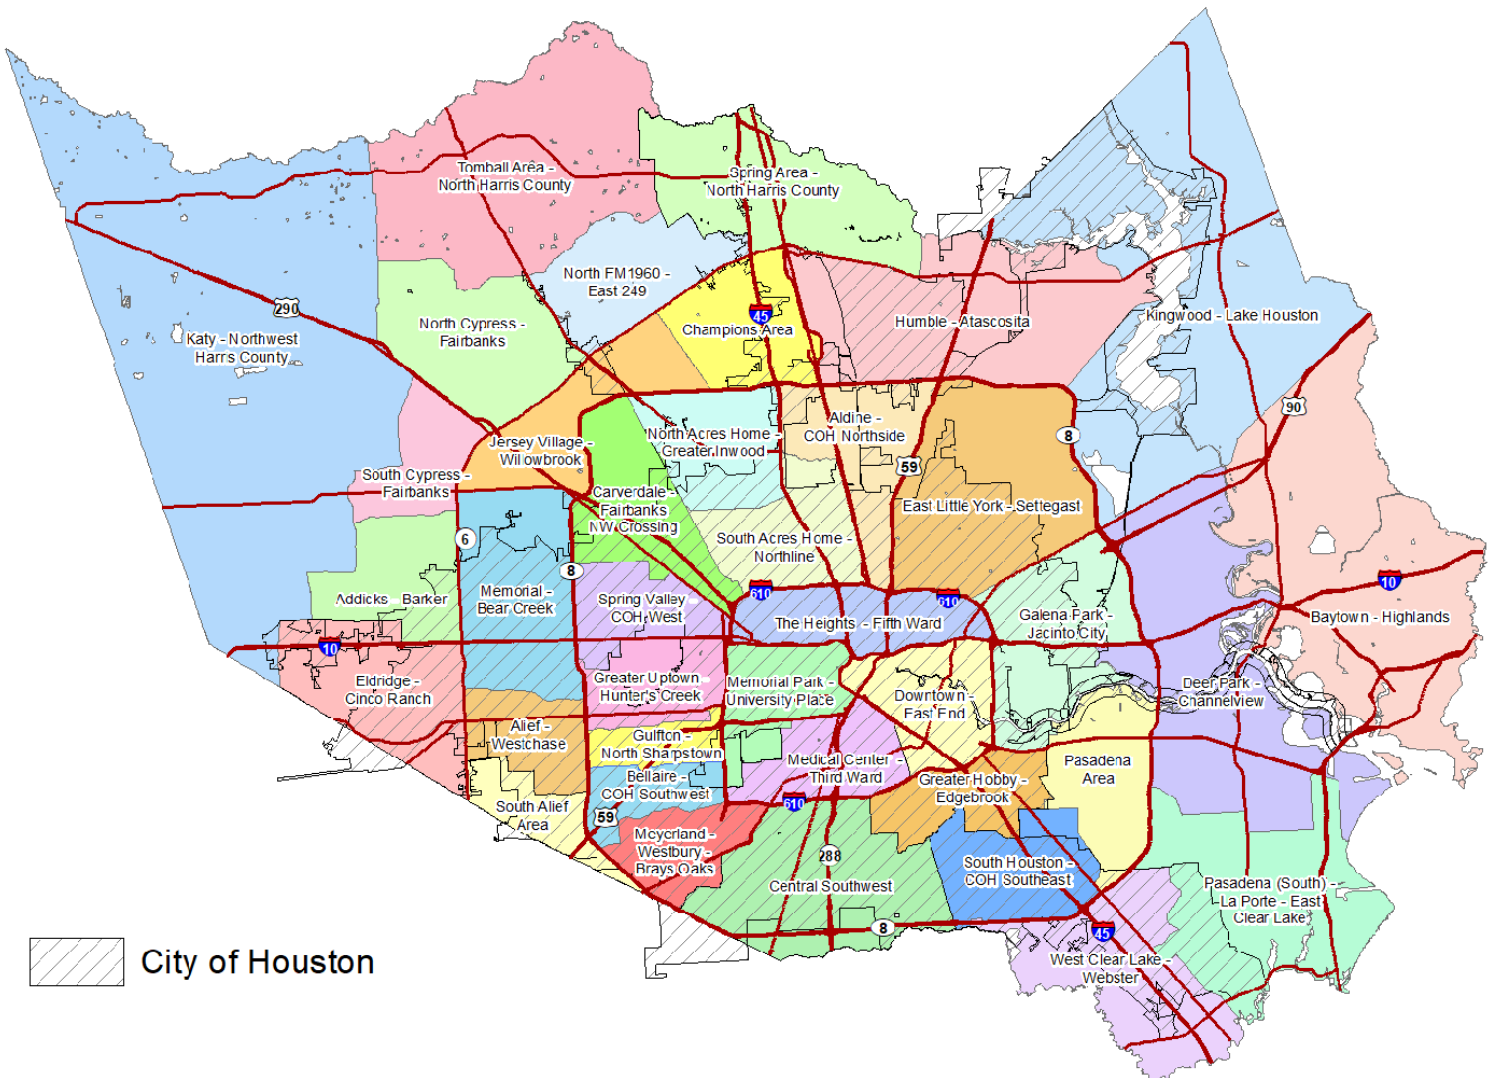 Tomball Area -
North Harris County
Spring Area -
North Harris County
North FM1960 -
East 249
290
45
Katy - Northwest
Harris County
North Cypress -
Fairbanks
Champions Area
Humble - Atascosita
Kingwood - Lake Houston
90
Jersey Village -
Willowbrook
North Acres Home -
Greater Inwood
Aldine -
COH Northside
8
59
South Cypress -
Fairbanks
Carverdale -
Fairbanks
NW Crossing
East Little York - Settegast
6
South Acres Home -
Northline
8
Addicks - Barker
Memorial -
Bear Creek
Spring Valley -
COH West
610
610
The Heights - Fifth Ward
Galena Park -
Jacinto City
10
Baytown - Highlands
10
Eldridge -
Cinco Ranch
Greater Uptown -
Hunter's Creek
Memorial Park -
University Place
Downtown -
East End
Deer Park -
Channelview
Alief -
Westchase
Gulfton -
North Sharpstown
Medical Center -
Third Ward
Pasadena
Area
Bellaire -
COH Southwest
Greater Hobby -
Edgebrook
610
South Alief
Area
59
Meyerland -
Westbury -
Brays Oaks
288
Central Southwest
South Houston -
COH Southeast
Pasadena (South) -
La Porte - East
Clear Lake
8
45
West Clear Lake -
Webster
City of Houston